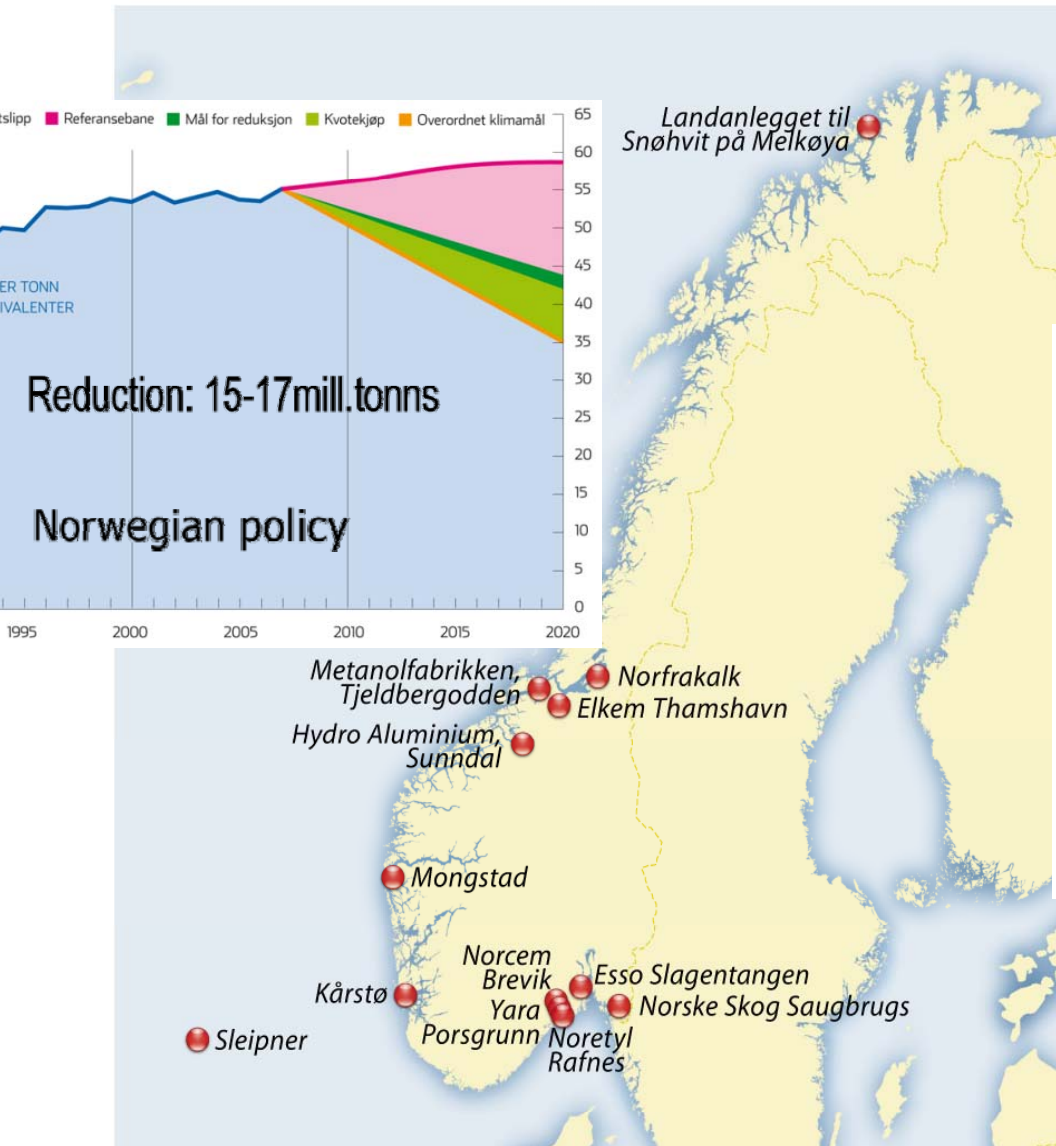 Referansebane Mål for reduksjon Kvotekjøp Overordnet klimamål
65
60
55
50
45
40
35
30
25
20
15
10
5
0
TONN
Reduction: 15-17mill.tonns
Norwegian policy
1995 2000 2005 2010 2015 2020
Landanlegget til
Snøhvit på Melkøya
Metanolfabrikken,
Tjeldbergodden
Norfrakalk
Elkem Thamshavn
Hydro Aluminium,
Sunndal
Mongstad
Kårstø
Sleipner
Norcem
Brevik
Yara
Porsgrunn
Noretyl
Rafnes
Esso Slagentangen
Norske Skog Saugbrugs